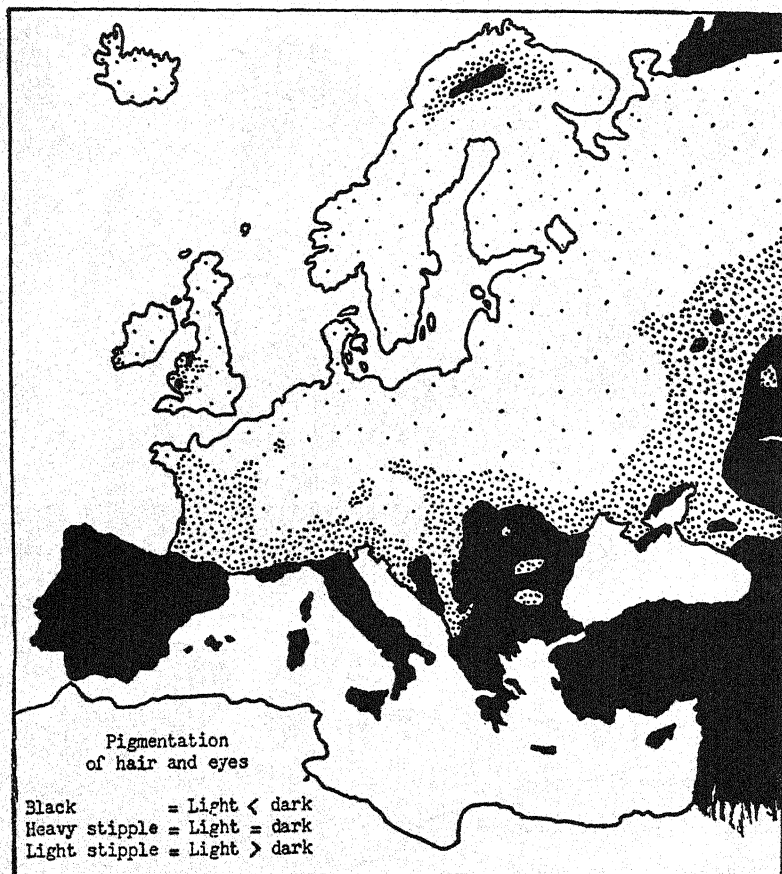 Pigmentation
of hair and eyes
Black = Light < dark
Heavy stipple = Light = dark
Light stipple = Light > dark